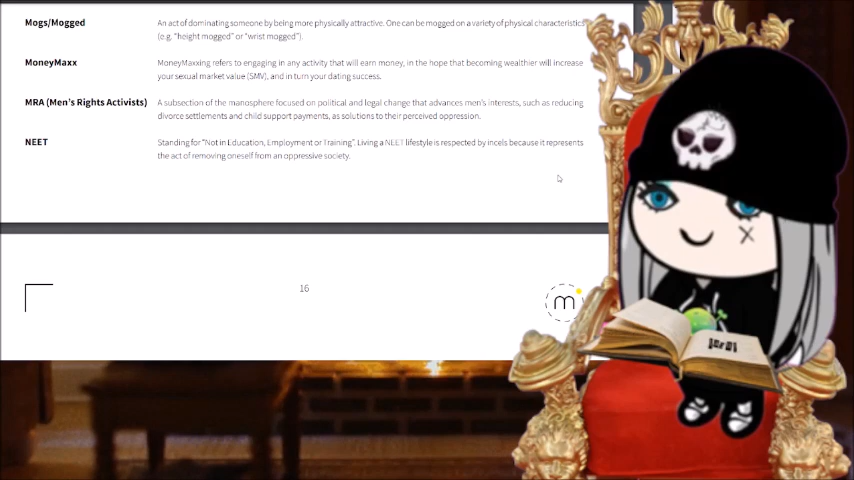 Mogs/Mogged An act of dominating someone by being more physically attractive. One can be mogged on a variety of physical characteristics
(e.g. "height mogged" or "wrist mogged").
MoneyMaxx MoneyMaxxing refers to engaging in any activity that will earn money, in the hope that becoming wealthier will increase
your sexual market value (SMV), and in turn your dating success.
MRA (Men's Rights Activists) A subsection of the manosphere focused on political and legal change that advances men's interests, such as reducing
divorce settlements and child support payments, as solutions to their perceived oppression.
NEET Standing for "Not in Education, Employment or Training". Living a NEET lifestyle is respected by incels because it represents
the act of removing oneself from an oppressive society.
16
m